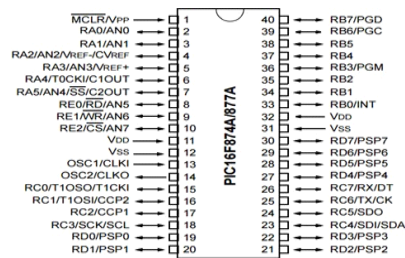 MCLR/VPP 1 40 RB7/PGD
RA0/AN0 2 39 RB6/PGC
RA1/AN1 3 38 RB5
RA2/AN2/VREF-/CVREF 4 37 RB4
RA3/AN3/VREF+ 5 36 RB3/PGM
RA4/T0CKI/C1OUT 6 35 RB2
RA5/AN4/SS/C2OUT 7 34 RB1
RE0/RD/AN5 8 33 RB0/INT
RE1/WR/AN6 9 32 VDD
RE2/CS/AN7 10 31 VSS
VDD 11 30 RD7/PSP7
VSS 12 29 RD6/PSP6
OSC1/CLKI 13 28 RD5/PSP5
OSC2/CLKO 14 27 RD4/PSP4
RC0/T1OSO/T1CKI 15 26 RC7/RX/DT
RC1/T1OSI/CCP2 16 25 RC6/TX/CK
RC2/CCP1 17 24 RC5/SDO
RC3/SCK/SCL 18 23 RC4/SDI/SDA
RD0/PSP0 19 22 RD3/PSP3
RD1/PSP1 20 21 RD2/PSP2
PIC16F874A/877A